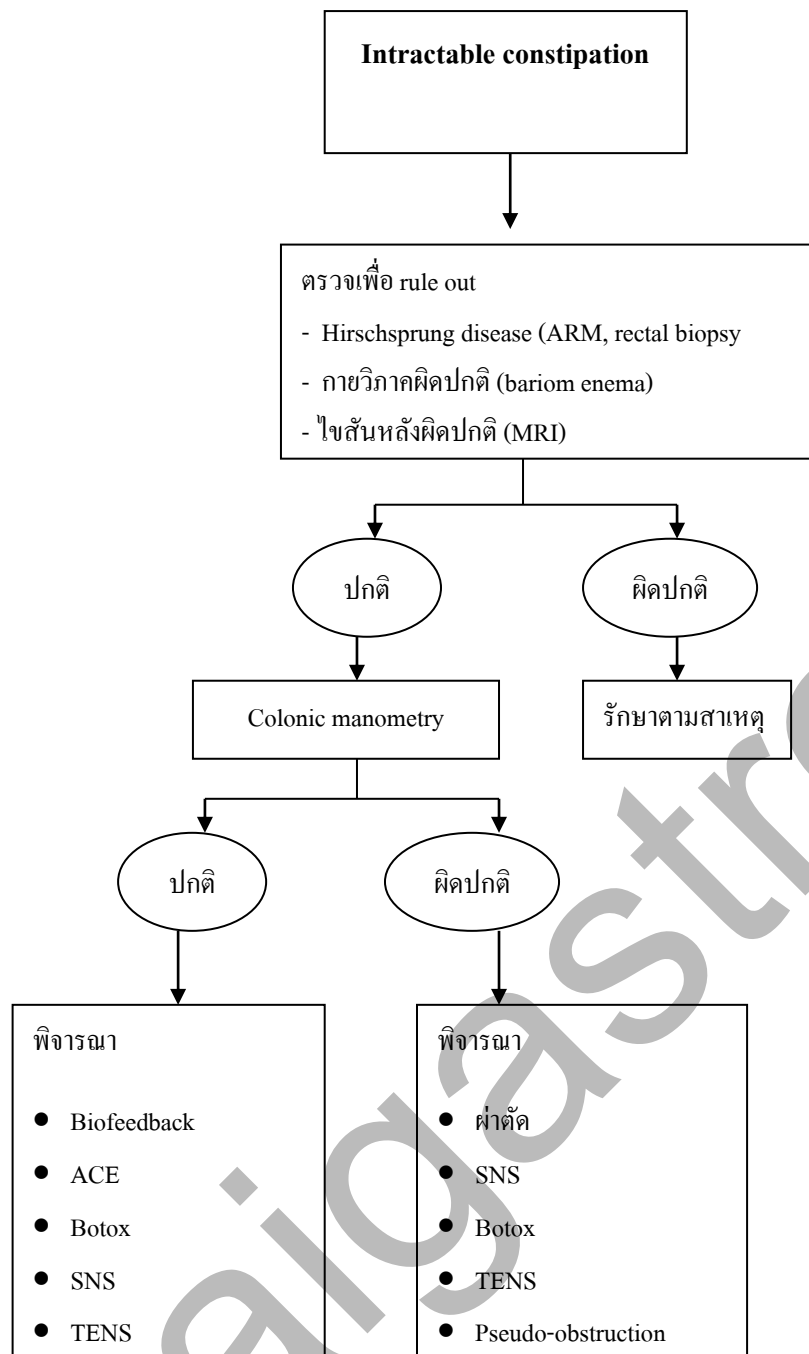 Intractable constipation
ตรวจเพื่อ rule out
- Hirschsprung disease (ARM, rectal biopsy
- กายวิภาคผิดปกติ (bariom enema)
- ไขสันหลังผิดปกติ (MRI)
ปกติ
ผิดปกติ
Colonic manometry
รักษาตามสาเหตุ
ปกติ
ผิดปกติ
พิจารณา
● Biofeedback
● ACE
● Botox
● SNS
● TENS
พิจารณา
● ผ่าตัด
● SNS
● Botox
● TENS
● Pseudo-obstruction
aigastro